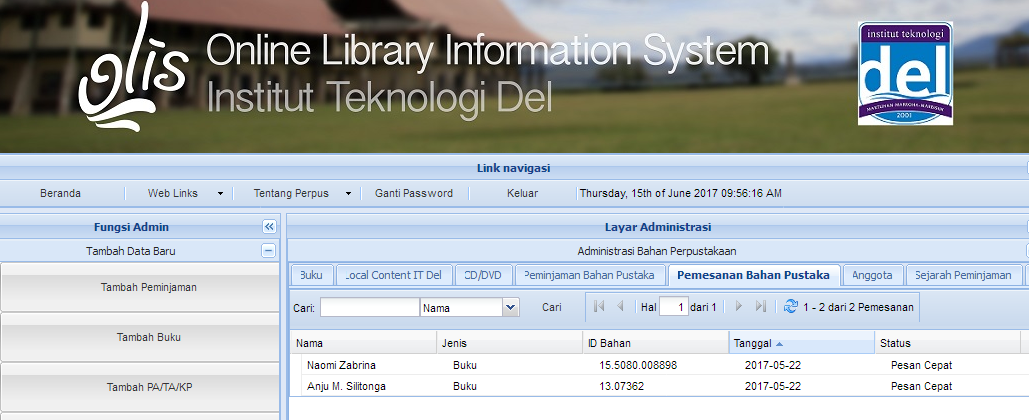 olis
Online Library Information System
Institut Teknologi Del
institut teknologi
del
MARTUHAN MARROHA-MARBISUK
2001
Link navigasi
Beranda Web Links Tentang Perpus Ganti Password Keluar Thursday, 15th of June 2017 09:56:16 AM
Fungsi Admin
Layar Administrasi
Tambah Data Baru
Administrasi Bahan Perpustakaan
Buku Local Content IT Del CD/DVD Peminjaman Bahan Pustaka Pemesanan Bahan Pustaka Anggota Sejarah Peminjaman
Tambah Peminjaman
Cari: Nama Cari Hal 1 dari 1 1 - 2 dari 2 Pemesanan
Tambah Buku
Nama Jenis ID Bahan Tanggal Status
Naomi Zabrina Buku 15.5080.008898 2017-05-22 Pesan Cepat
Anju M. Silitonga Buku 13.07362 2017-05-22 Pesan Cepat
Tambah PA/TA/KP